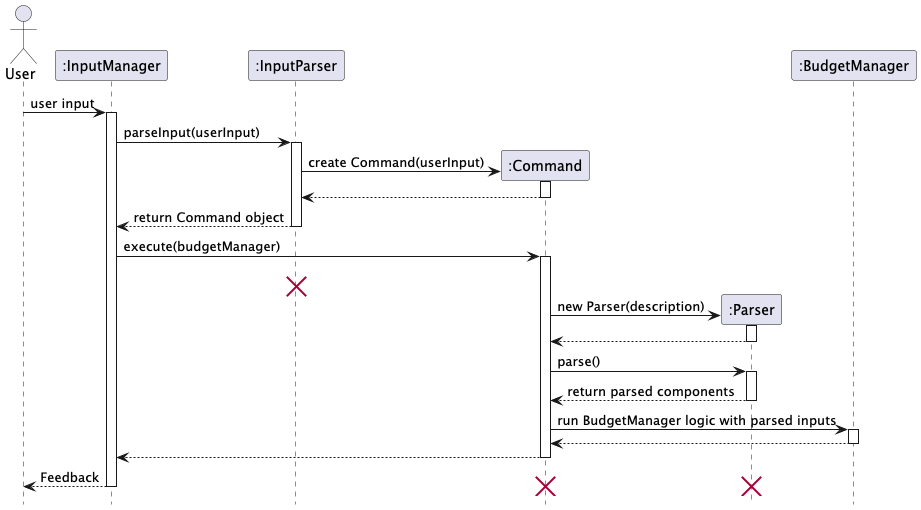 User
:InputManager
:InputParser
:BudgetManager
user input
parseInput(userInput)
create Command(userInput)
:Command
return Command object
execute(budgetManager)
new Parser(description)
:Parser
parse()
return parsed components
run BudgetManager logic with parsed inputs
Feedback